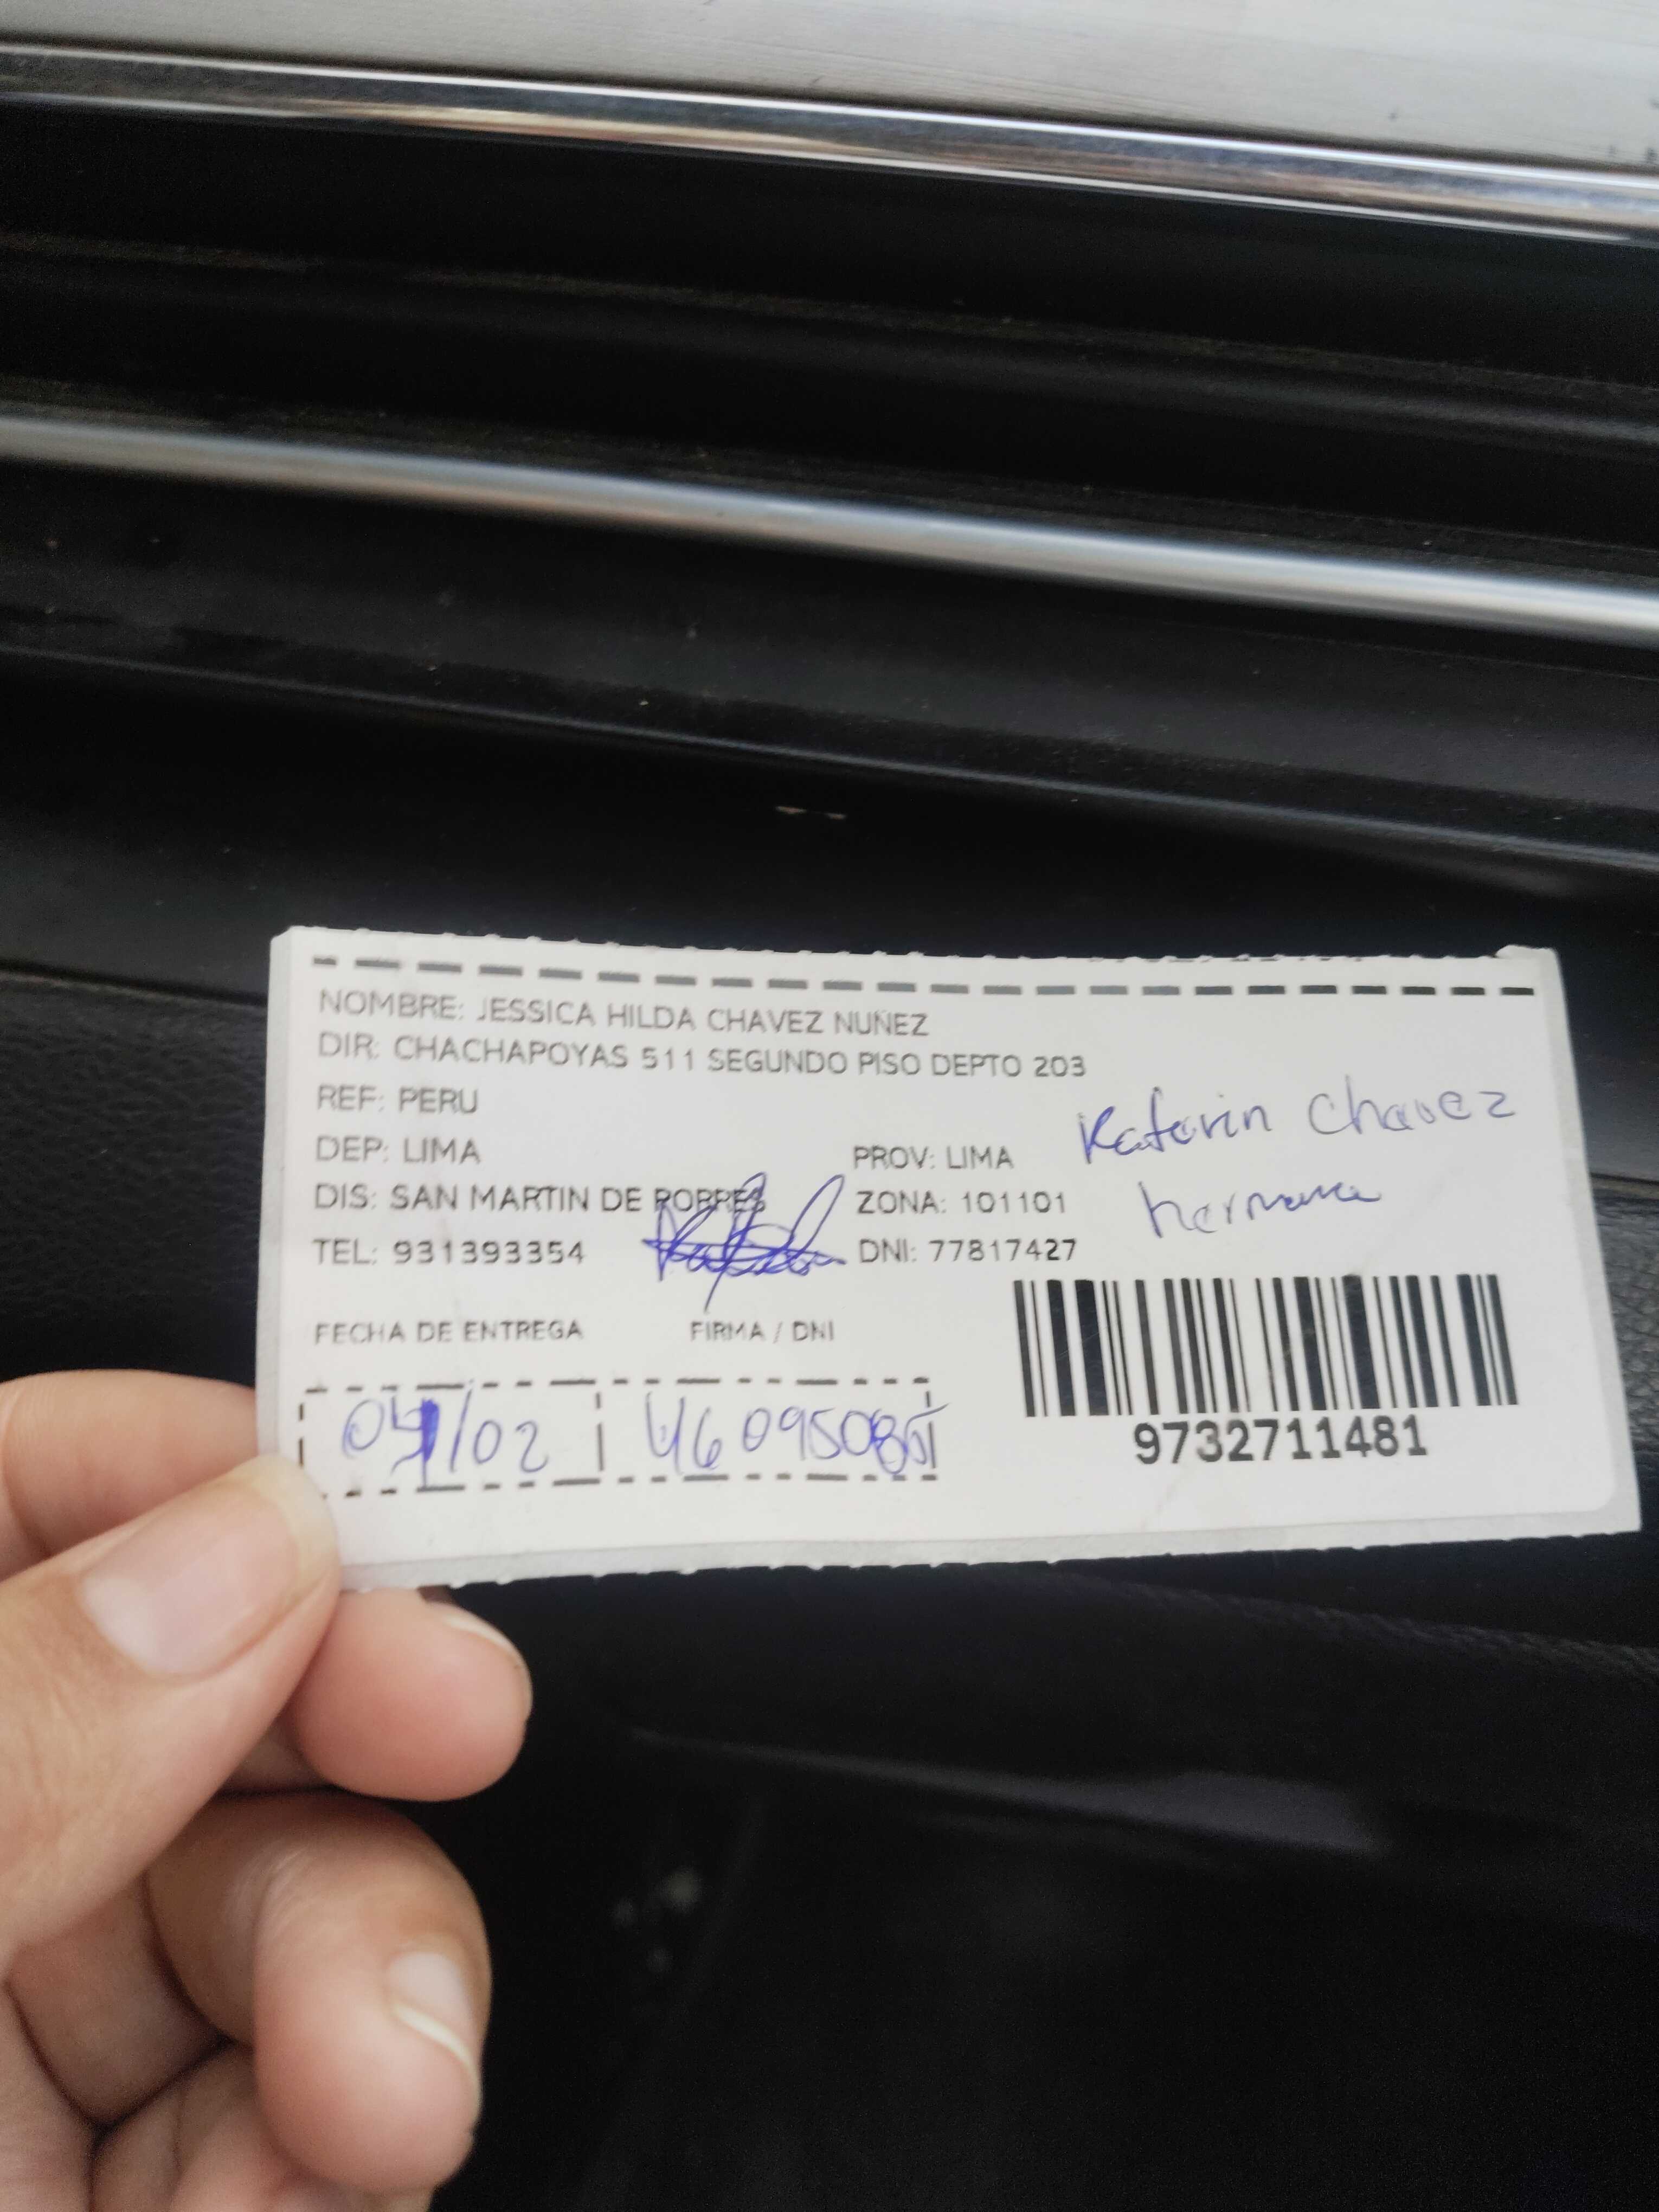 NOMBRE: JESSICA HILDA CHAVEZ NUÑEZ
DIR: CHACHAPOYAS 511 SEGUNDO PISO DEPTO 203
REF: PERU
Katerin Chavez
DEP: LIMA PROV: LIMA
hermana
DIS: SAN MARTIN DE PORRES ZONA: 101101
TEL: 931393354 DNI: 77817427
FECHA DE ENTREGA FIRMA / DNI
/02
9732711481